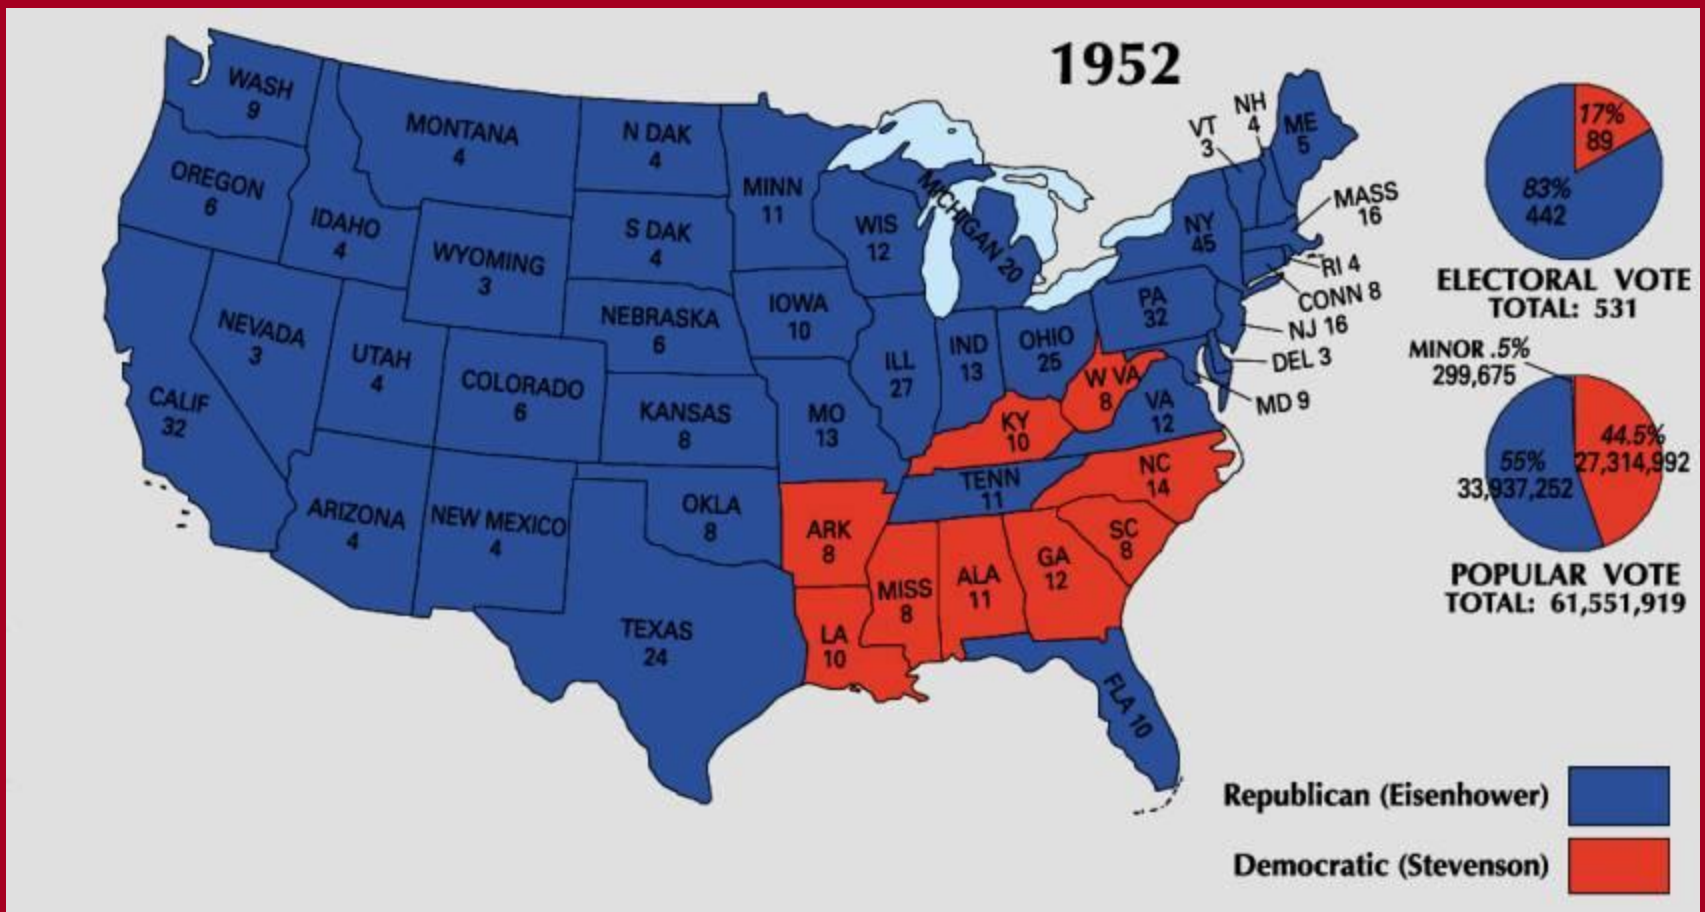 1952
WASH
9
OREGON
6
CALIF
32
NEVADA
3
IDAHO
4
MONTANA
4
WYOMING
3
UTAH
4
COLORADO
6
ARIZONA
4
NEW MEXICO
4
N DAK
4
S DAK
4
NEBRASKA
6
KANSAS
8
OKLA
8
TEXAS
24
MINN
11
IOWA
10
MO
13
ARK
8
LA
10
WIS
12
ILL
27
MICHIGAN 20
IND
13
OHIO
25
KY
10
TENN
11
MISS
8
ALA
11
GA
12
FLA 10
SC
8
NC
14
VA
12
W VA
8
PA
32
NY
45
VT
3
NH
4
ME
5
MASS
16
RI 4
CONN 8
NJ 16
DEL 3
MD 9
17%
89
83%
442
ELECTORAL VOTE
TOTAL: 531
MINOR .5%
299,675
44.5%
27,314,992
55%
33,937,252
POPULAR VOTE
TOTAL: 61,551,919
Republican (Eisenhower)
Democratic (Stevenson)